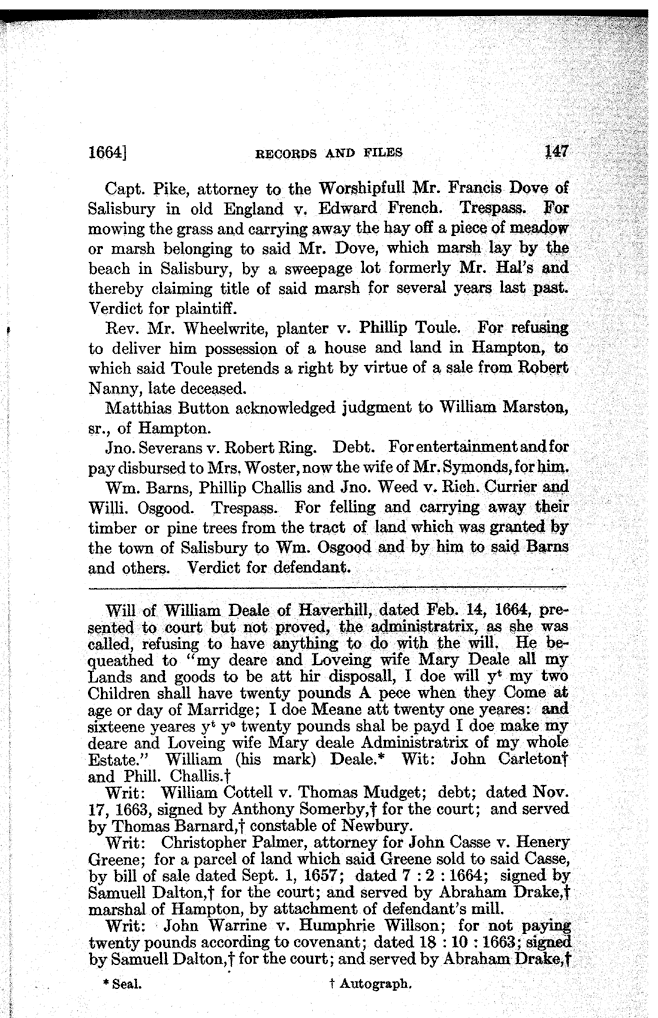 1664] RECORDS AND FILES 147
Capt. Pike, attorney to the Worshipfull Mr. Francis Dove of
Salisbury in old England v. Edward French. Trespass. For
mowing the grass and carrying away the hay off a piece of meadow
or marsh belonging to said Mr. Dove, which marsh lay by the
beach in Salisbury, by a sweepage lot formerly Mr. Hal's and
thereby claiming title of said marsh for several years last past.
Verdict for plaintiff.
Rev. Mr. Wheelwrite, planter v. Phillip Toule. For refusing
to deliver him possession of a house and land in Hampton, to
which said Toule pretends a right by virtue of a sale from Robert
Nanny, late deceased.
Matthias Button acknowledged judgment to William Marston,
sr., of Hampton.
Jno. Severans v. Robert Ring. Debt. For entertainment and for
pay disbursed to Mrs. Woster, now the wife of Mr. Symonds, for him.
Wm. Barns, Phillip Challis and Jno. Weed v. Rich. Currier and
Willi. Osgood. Trespass. For felling and carrying away their
timber or pine trees from the tract of land which was granted by
the town of Salisbury to Wm. Osgood and by him to said Barns
and others. Verdict for defendant.
Will of William Deale of Haverhill, dated Feb. 14, 1664, pre-
sented to court but not proved, the administratrix, as she was
called, refusing to have anything to do with the will. He be-
queathed to "my deare and Loveing wife Mary Deale all my
Lands and goods to be att hir disposall, I doe will yᵗ my two
Children shall have twenty pounds A pece when they Come at
age or day of Marridge; I doe Meane att twenty one yeares: and
sixteene yeares yᵗ yᵉ twenty pounds shal be payd I doe make my
deare and Loveing wife Mary deale Administratrix of my whole
Estate." William (his mark) Deale.* Wit: John Carleton†
and Phill. Challis.†
Writ: William Cottell v. Thomas Mudget; debt; dated Nov.
17, 1663, signed by Anthony Somerby,† for the court; and served
by Thomas Barnard,† constable of Newbury.
Writ: Christopher Palmer, attorney for John Casse v. Henery
Greene; for a parcel of land which said Greene sold to said Casse,
by bill of sale dated Sept. 1, 1657; dated 7 : 2 : 1664; signed by
Samuell Dalton,† for the court; and served by Abraham Drake,†
marshal of Hampton, by attachment of defendant's mill.
Writ: John Warrine v. Humphrie Willson; for not paying
twenty pounds according to covenant; dated 18 : 10 : 1663; signed
by Samuell Dalton,† for the court; and served by Abraham Drake,†
* Seal. † Autograph.